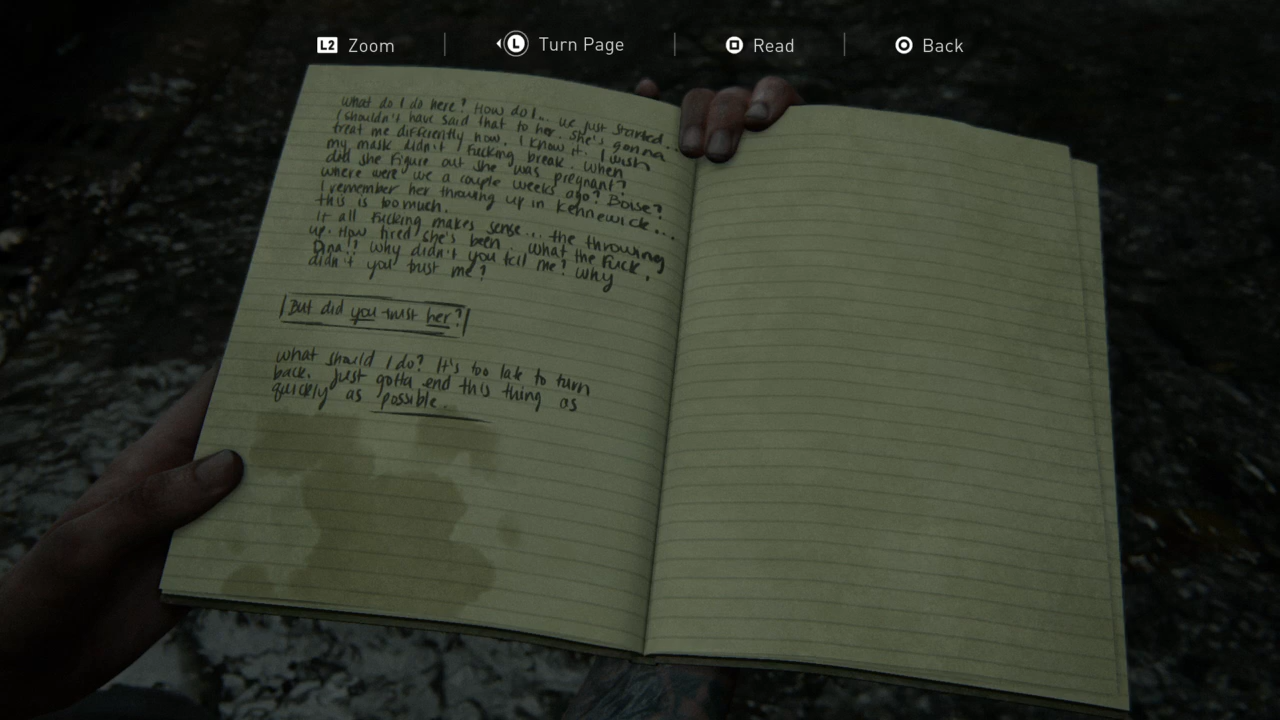 L2 Zoom
L Turn Page
Read
Back
What do I do here? How do I... we just started...
I shouldn't have said that to her. She's gonna
treat me differently now. I know it. I wish
my mask didn't fucking break. When
did she figure out she was pregnant?
where were we a couple weeks ago? Boise?
I remember her throwing up in Kennewick...
this is too much.
It all fucking makes sense... the throwing
up. How tired she's been. What the fuck,
Dina!? Why didn't you tell me? Why
didn't you trust me?
But did you trust her?
What should I do? It's too late to turn
back. Just gotta end this thing as
quickly as possible.